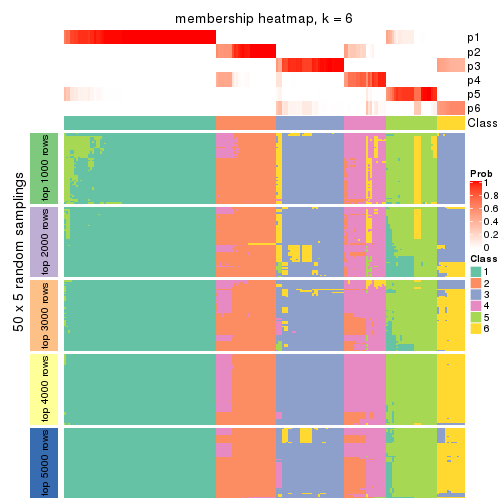 membership heatmap, k = 6
p1
p2
p3
p4
p5
p6
Class
50 x 5 random samplings
top 1000 rows
top 2000 rows
top 3000 rows
top 4000 rows
top 5000 rows
Prob
1
0.8
0.6
0.4
0.2
0
Class
1
2
3
4
5
6